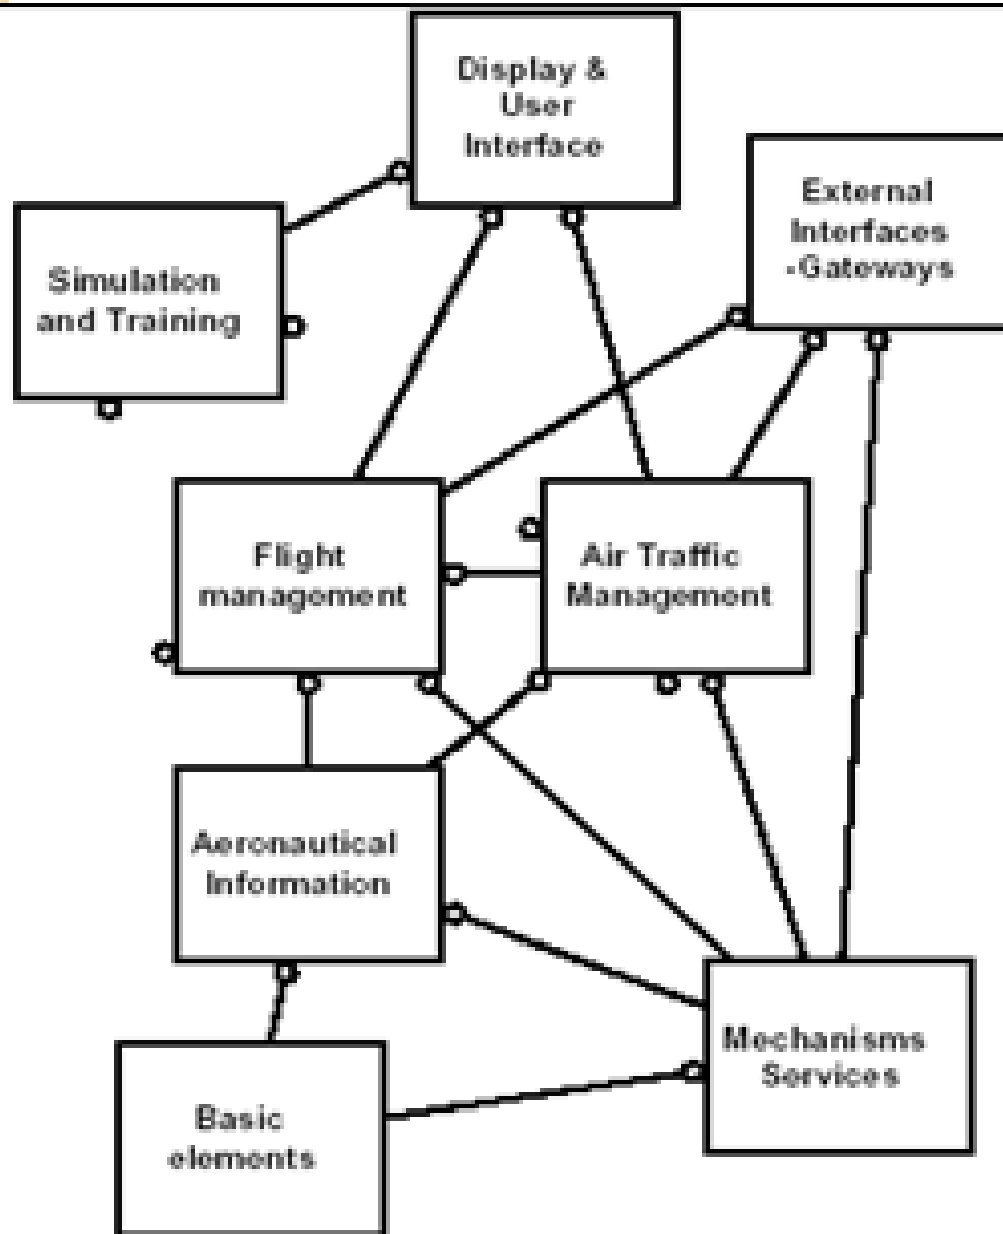 Display &
User
Interface
External
Interfaces
-Gateways
Simulation
and Training
Flight
management
Air Traffic
Management
Aeronautical
Information
Mechanisms
Services
Basic
elements